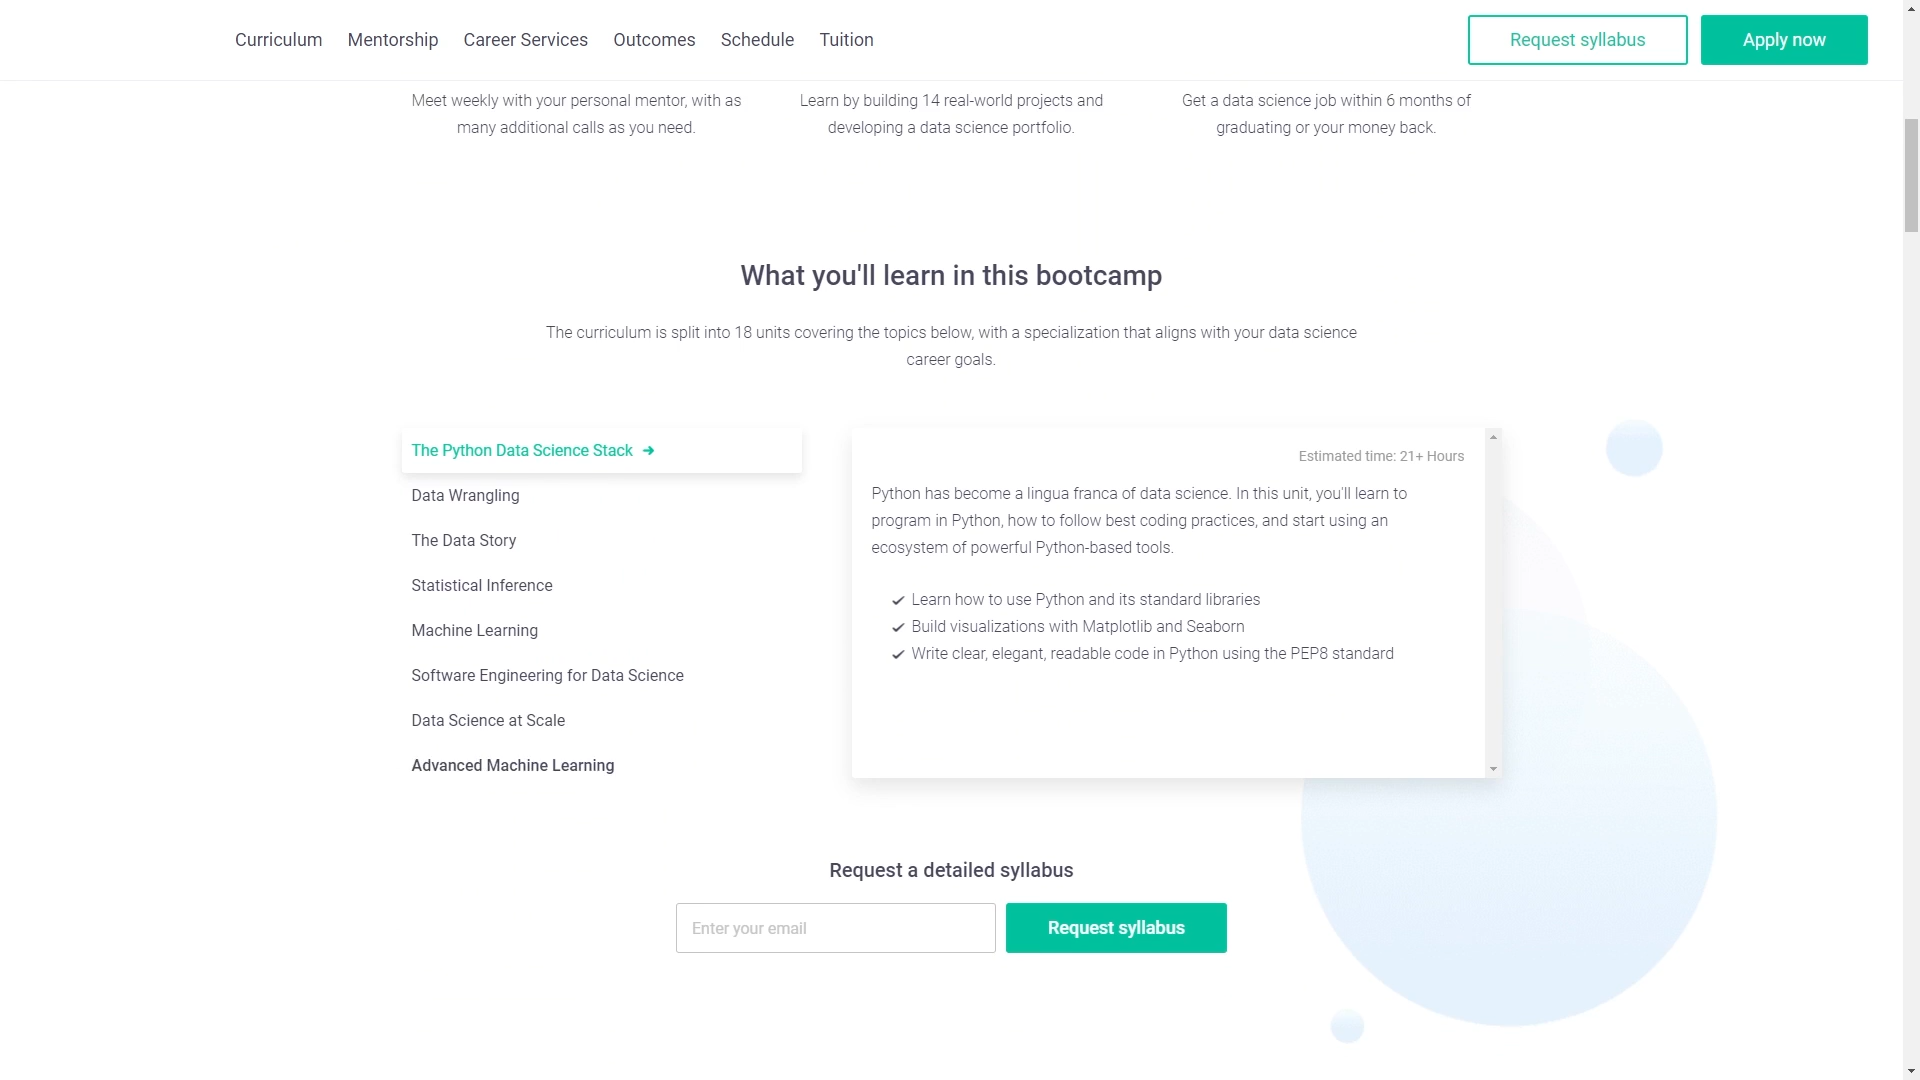 Curriculum Mentorship Career Services Outcomes Schedule Tuition Request syllabus Apply now
Meet weekly with your personal mentor, with as
many additional calls as you need.
Learn by building 14 real-world projects and
developing a data science portfolio.
Get a data science job within 6 months of
graduating or your money back.
What you'll learn in this bootcamp
The curriculum is split into 18 units covering the topics below, with a specialization that aligns with your data science
career goals.
The Python Data Science Stack
Data Wrangling
The Data Story
Statistical Inference
Machine Learning
Software Engineering for Data Science
Data Science at Scale
Advanced Machine Learning
Estimated time: 21+ Hours
Python has become a lingua franca of data science. In this unit, you'll learn to
program in Python, how to follow best coding practices, and start using an
ecosystem of powerful Python-based tools.
Learn how to use Python and its standard libraries
Build visualizations with Matplotlib and Seaborn
Write clear, elegant, readable code in Python using the PEP8 standard
Request a detailed syllabus
Enter your email
Request syllabus